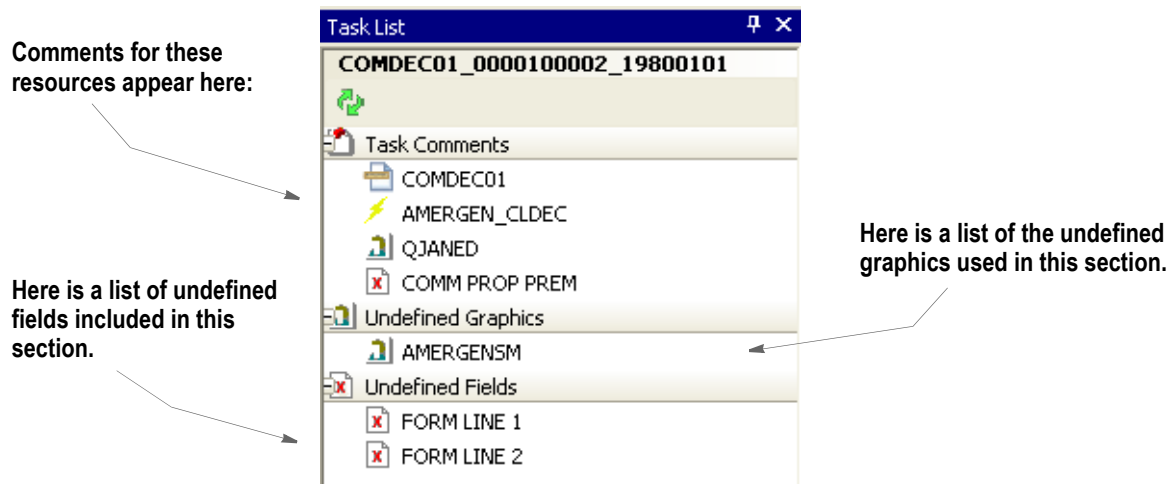 Task List
Comments for these
resources appear here:
COMDEC01_0000100002_19800101
Task Comments
COMDEC01
AMERGEN_CLDEC
QJANED
COMM PROP PREM
Here is a list of the undefined
graphics used in this section.
Here is a list of undefined
fields included in this
section.
Undefined Graphics
AMERGENSM
Undefined Fields
FORM LINE 1
FORM LINE 2